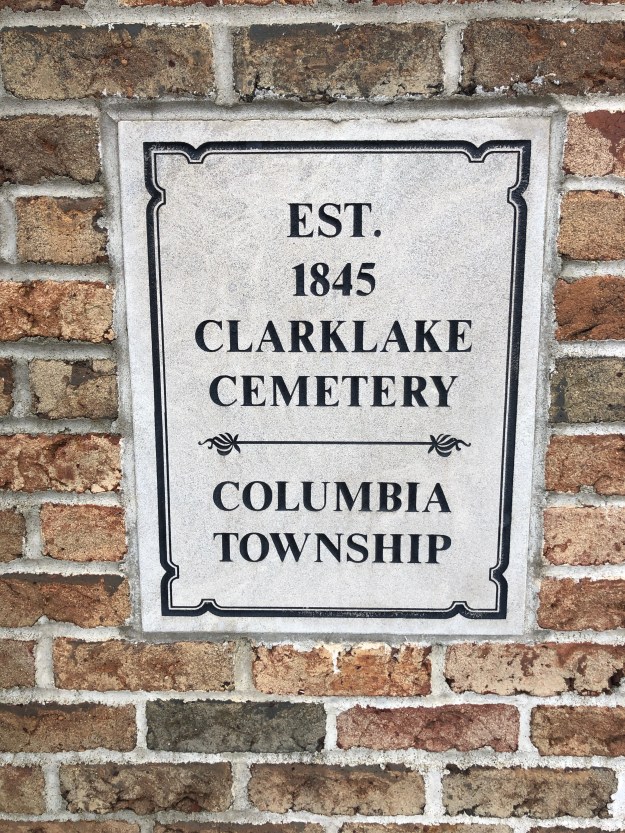 EST.
1845
CLARKLAKE
CEMETERY
COLUMBIA
TOWNSHIP